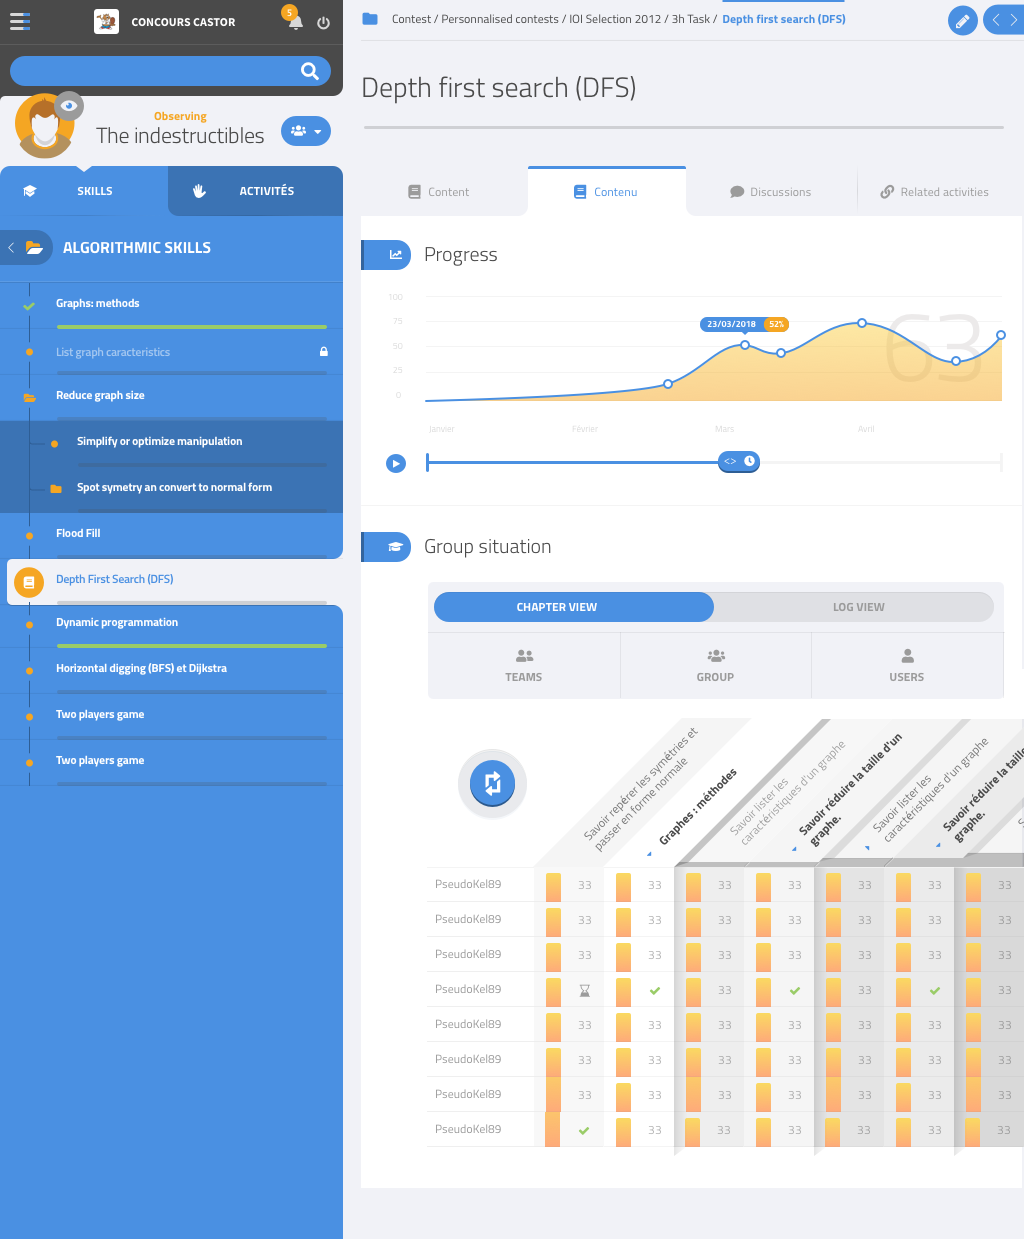 CONCOURS CASTOR
5
Observing
The indestructibles
SKILLS
ACTIVITÉS
ALGORITHMIC SKILLS
Graphs: methods
List graph caracteristics
Reduce graph size
Simplify or optimize manipulation
Spot symetry an convert to normal form
Flood Fill
Depth First Search (DFS)
Dynamic programmation
Horizontal digging (BFS) et Dijkstra
Two players game
Two players game
Contest / Personnalised contests / IOI Selection 2012 / 3h Task / Depth first search (DFS)
Depth first search (DFS)
Content
Contenu
Discussions
Related activities
Progress
100
75
50
25
0
23/03/2018 52%
63
Janvier
Février
Mars
Avril
Group situation
CHAPTER VIEW
LOG VIEW
TEAMS
GROUP
USERS
Savoir repérer les symétries et
passer en forme normale
Graphes : méthodes
Savoir lister les
caractéristiques d'un graphe
Savoir réduire la taille d'un
graphe.
Savoir lister les
caractéristiques d'un graphe
Savoir réduire la taille
graphe.
PseudoKel89 33 33 33 33 33 33 33
PseudoKel89 33 33 33 33 33 33 33
PseudoKel89 33 33 33 33 33 33 33
PseudoKel89 33 33 33
PseudoKel89 33 33 33 33 33 33 33
PseudoKel89 33 33 33 33 33 33 33
PseudoKel89 33 33 33 33 33 33 33
PseudoKel89 33 33 33 33 33 33